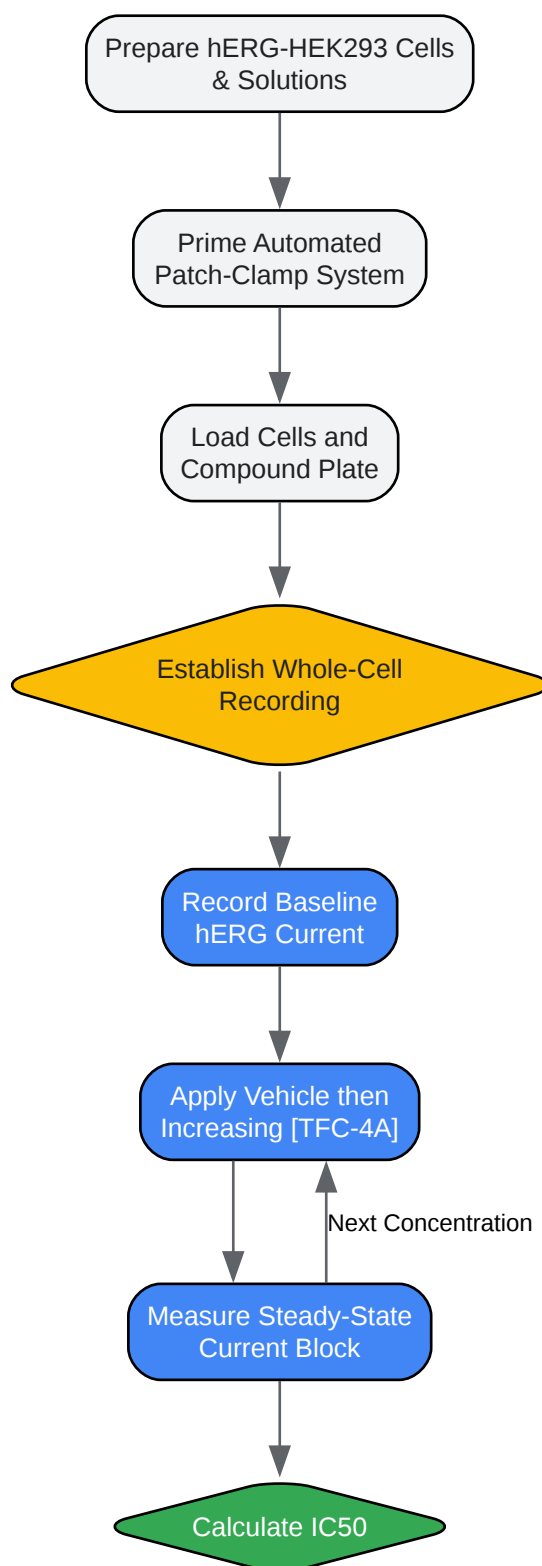 Prepare hERG-HEK293 Cells
& Solutions
Prime Automated
Patch-Clamp System
Load Cells and
Compound Plate
Establish Whole-Cell
Recording
Record Baseline
hERG Current
Apply Vehicle then
Increasing [TFC-4A]
Next Concentration
Measure Steady-State
Current Block
Calculate IC50